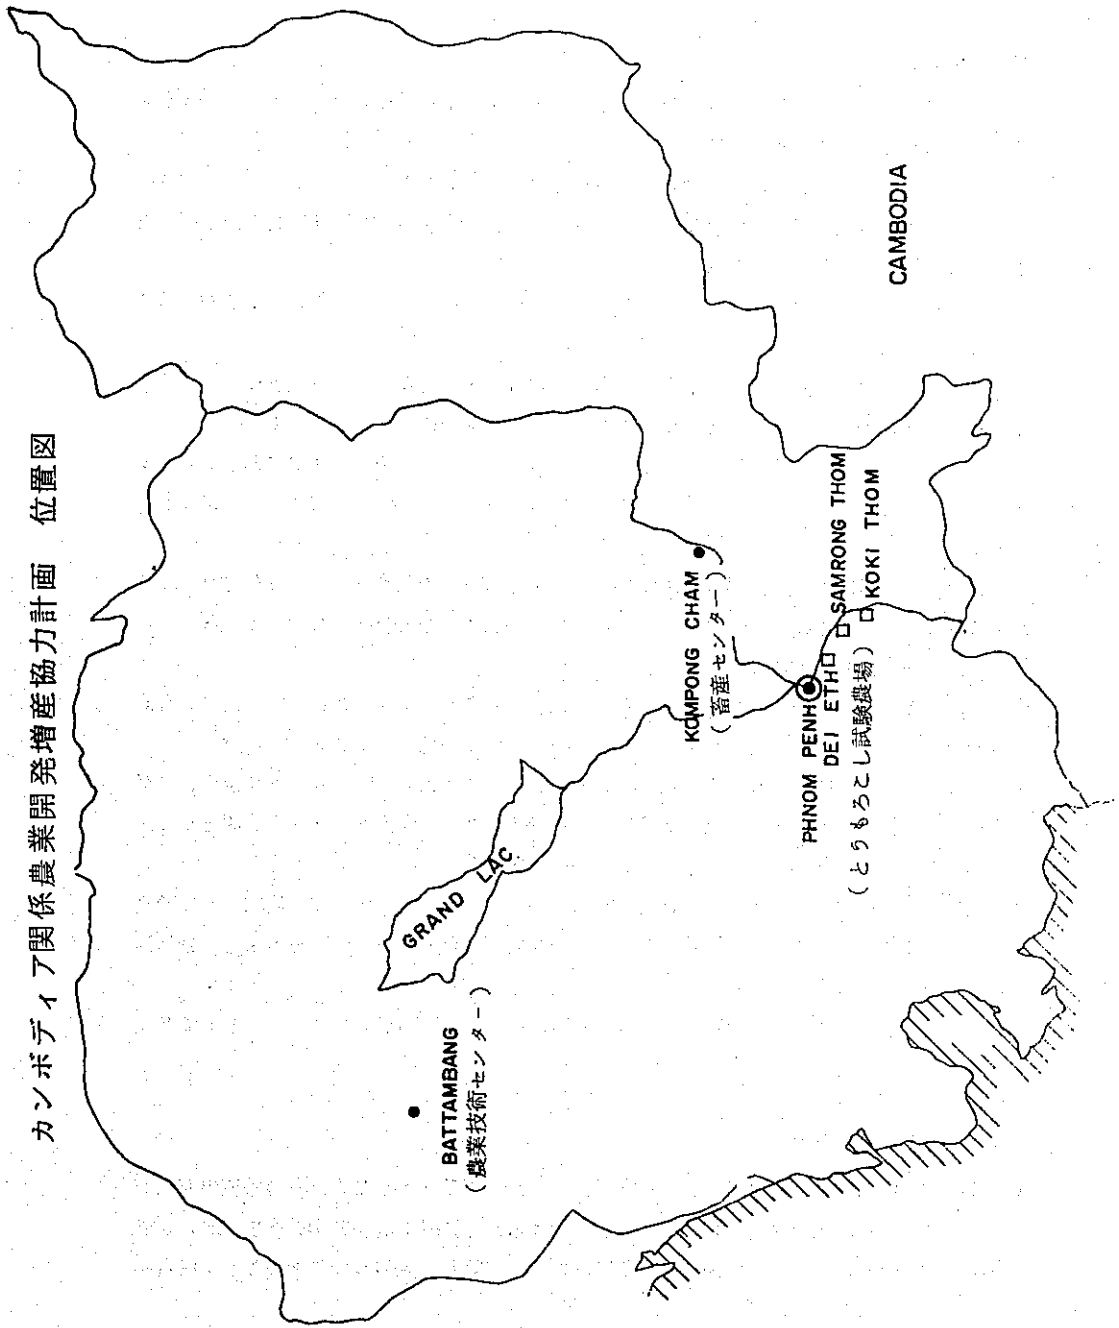 カンボディア関係農業開発増産協力計画 位置図
BATTAMBANG
(農業技術センター)
GRAND LAC
KOMPONG CHAM
(畜産センター)
PHNOM PENH
DEI ETH
SAMRONG THOM
KOKI THOM
(とうもろとし試験農場)
CAMBODIA